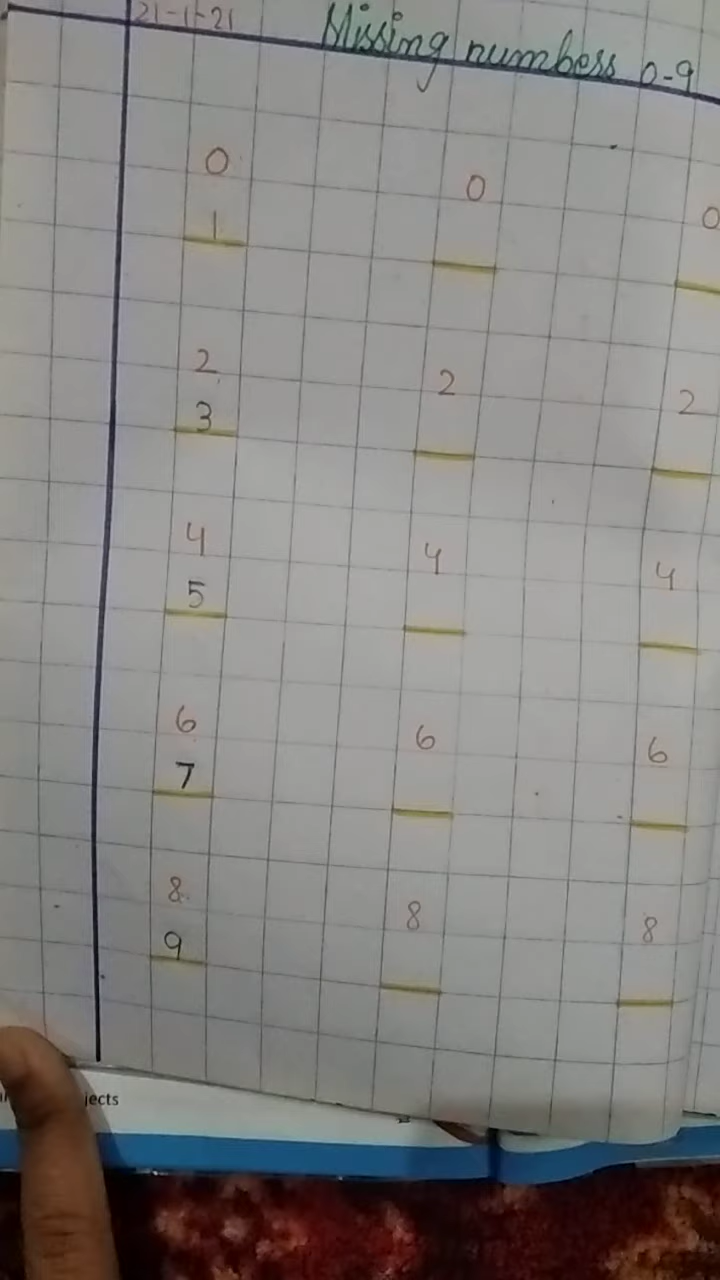 21-1-21 Missing numbers 0-9
0 0 0
1
2 2 2
3
4 4 4
5
6 6 6
7
8 8 8
9
jects